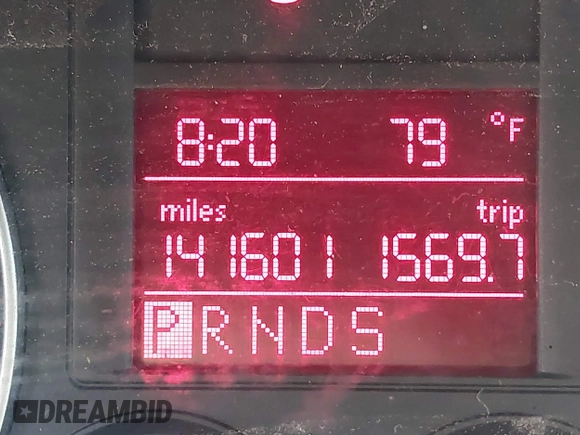 8:20 79 °F
miles trip
141601 1569.7
P R N D S
DREAMBID